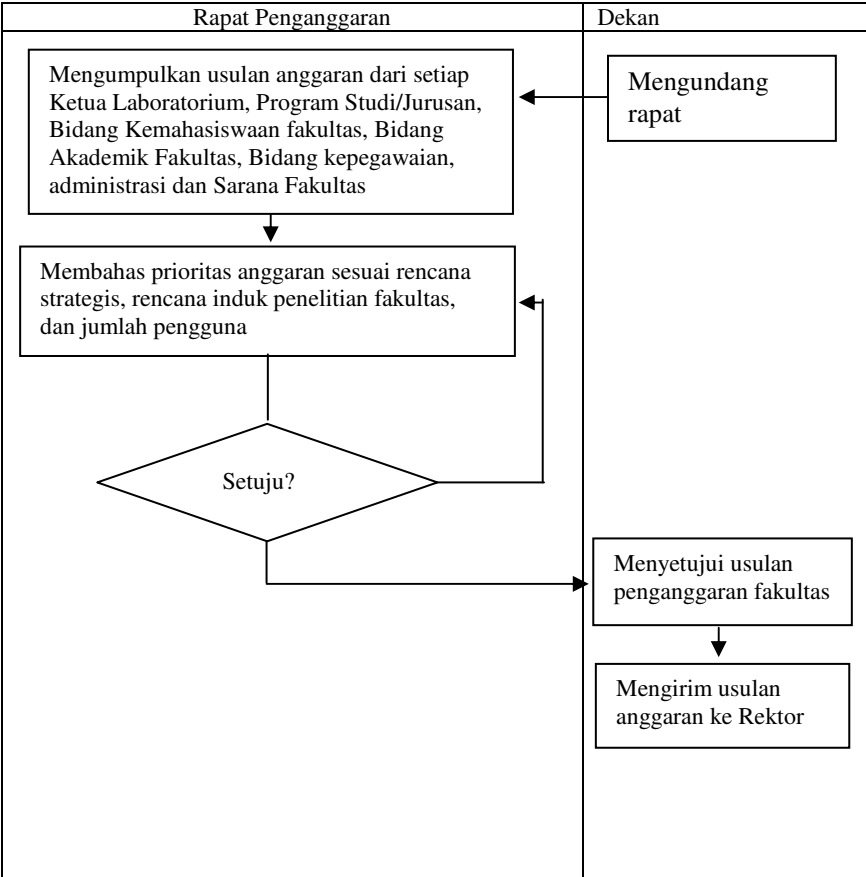 Rapat Penganggaran
Dekan
Mengundang
rapat
Mengumpulkan usulan anggaran dari setiap
Ketua Laboratorium, Program Studi/Jurusan,
Bidang Kemahasiswaan fakultas, Bidang
Akademik Fakultas, Bidang kepegawaian,
administrasi dan Sarana Fakultas
Membahas prioritas anggaran sesuai rencana
strategis, rencana induk penelitian fakultas,
dan jumlah pengguna
Setuju?
Menyetujui usulan
penganggaran fakultas
Mengirim usulan
anggaran ke Rektor